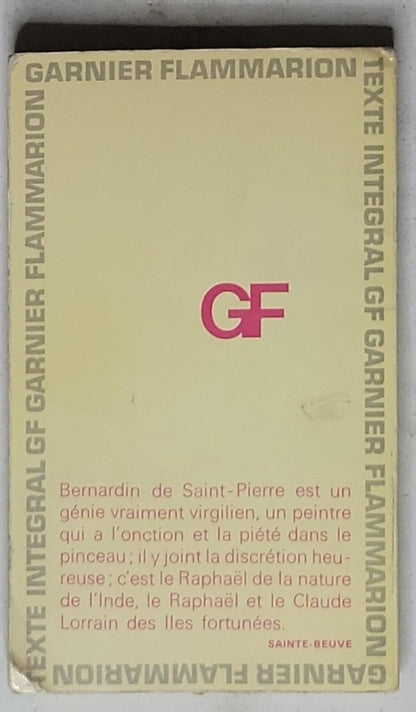 GARNIER FLAMMARION
TEXTE INTEGRAL GF GARNIER FLAMMARION
GF
Bernardin de Saint-Pierre est un
génie vraiment virgilien, un peintre
qui a l'onction et la piété dans le
pinceau ; il y joint la discrétion heu-
reuse ; c'est le Raphaël de la nature
de l'Inde, le Raphaël et le Claude
Lorrain des Iles fortunées.
SAINTE-BEUVE
GARNIER FLAMMARION
TEXTE INTEGRAL GF GARNIER FLAMMARION